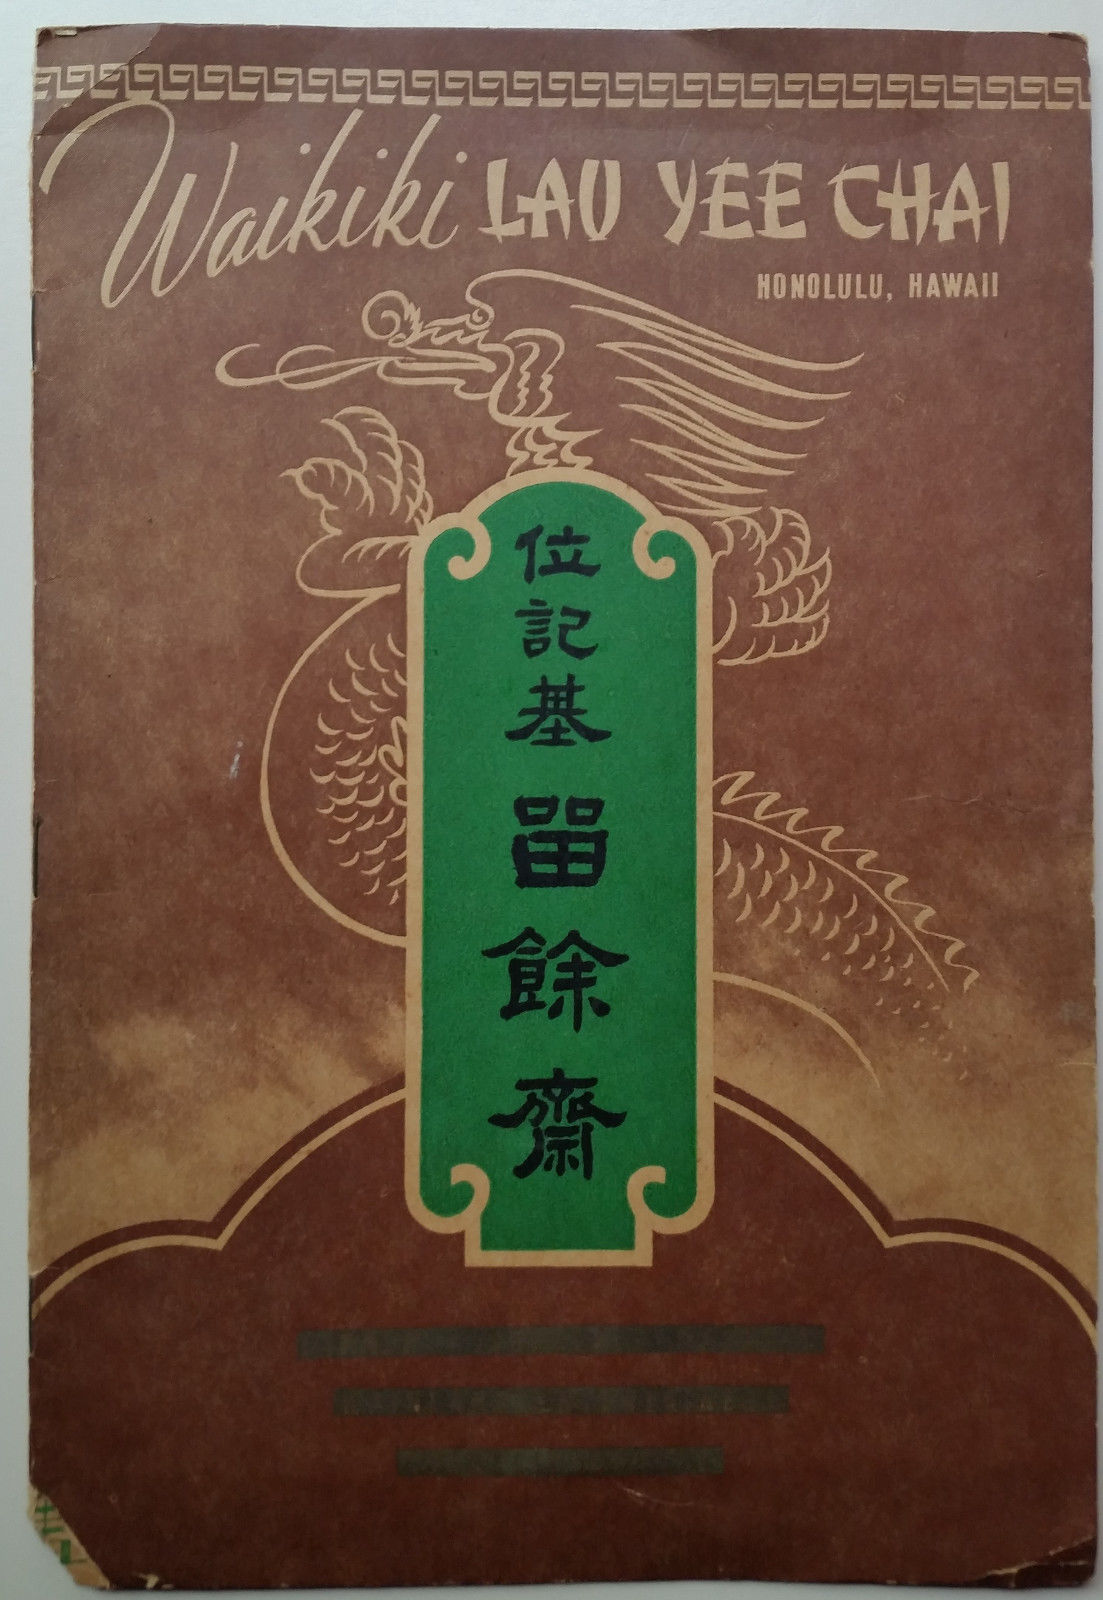 Waikiki LAU YEE CHAI
HONOLULU, HAWAII
位
記
基
留
餘
齋